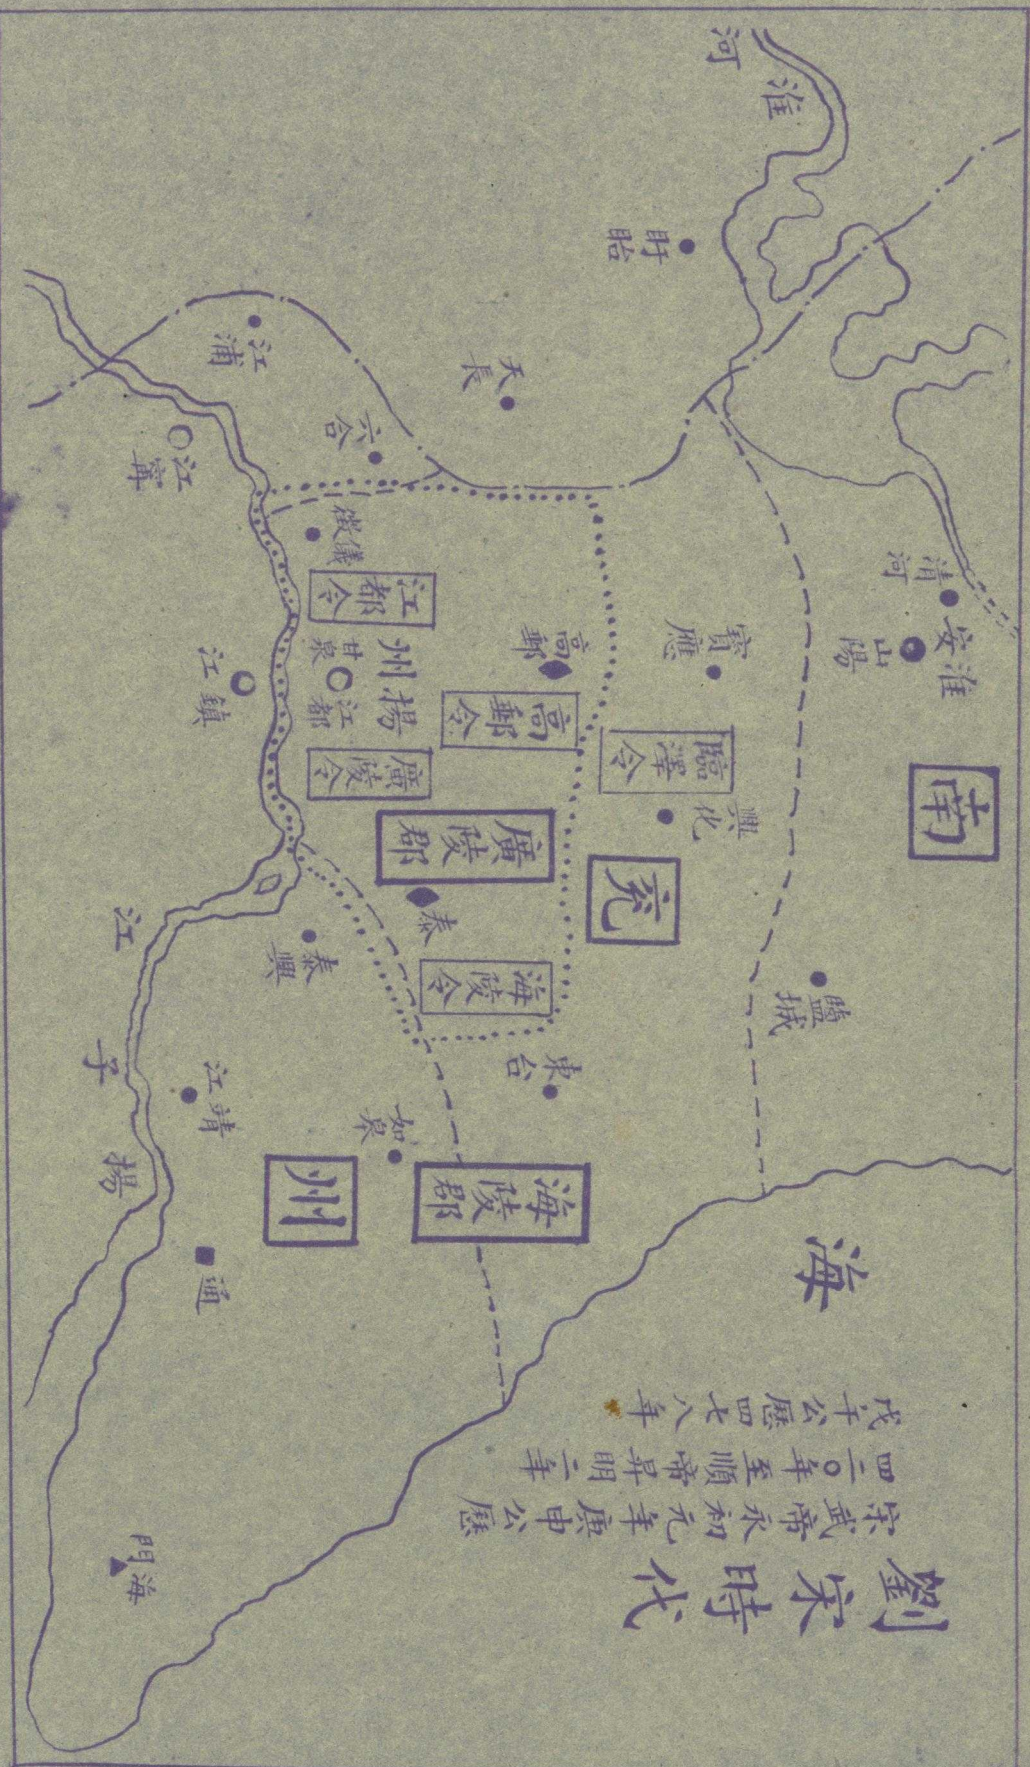 劉宋時代
宋武帝永初元年庚申公歷
四二〇年至順帝昇明二年
戊午公歷四七八年
海
南
兗
州
廣陵郡
海陵郡
江都令
廣陵令
高郵令
臨澤令
海陵令
淮河
揚子江
盱眙
天長
江浦
六合
江寧
儀徵
揚州
江都
甘泉
鎮江
高郵
寶應
清河
淮安
山陽
興化
鹽城
泰
泰興
東台
如皋
靖江
通
海門